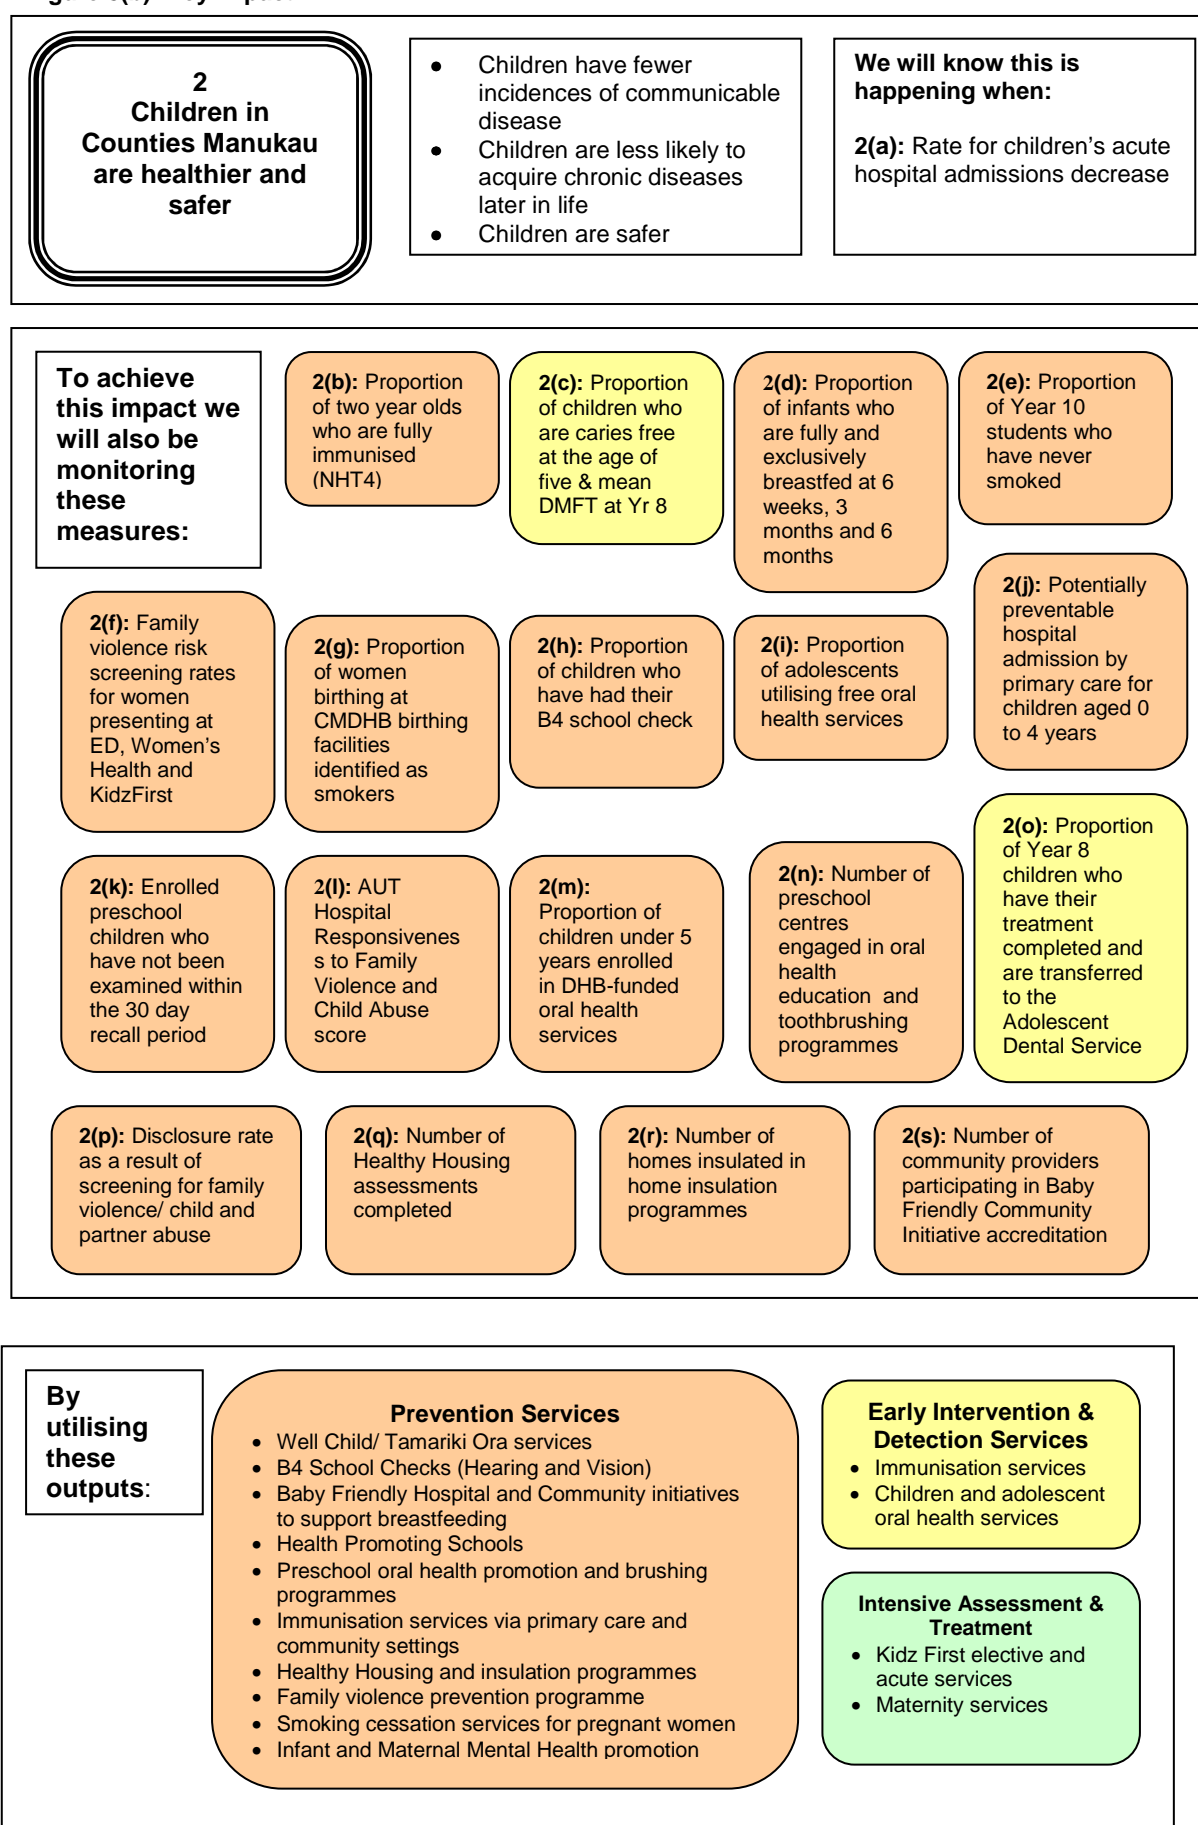 2
Children in
Counties Manukau
are healthier and
safer
● Children have fewer
incidences of communicable
disease
● Children are less likely to
acquire chronic diseases
later in life
● Children are safer
We will know this is
happening when:
2(a): Rate for children's acute
hospital admissions decrease
To achieve
this impact we
will also be
monitoring
these
measures:
2(b): Proportion
of two year olds
who are fully
immunised
(NHT4)
2(c): Proportion
of children who
are caries free
at the age of
five & mean
DMFT at Yr 8
2(d): Proportion
of infants who
are fully and
exclusively
breastfed at 6
weeks, 3
months and 6
months
2(e): Proportion
of Year 10
students who
have never
smoked
2(f): Family
violence risk
screening rates
for women
presenting at
ED, Women's
Health and
KidzFirst
2(g): Proportion
of women
birthing at
CMDHB birthing
facilities
identified as
smokers
2(h): Proportion
of children who
have had their
B4 school check
2(i): Proportion
of adolescents
utilising free oral
health services
2(j): Potentially
preventable
hospital
admission by
primary care for
children aged 0
to 4 years
2(k): Enrolled
preschool
children who
have not been
examined within
the 30 day
recall period
2(l): AUT
Hospital
Responsivenes
s to Family
Violence and
Child Abuse
score
2(m):
Proportion of
children under 5
years enrolled
in DHB-funded
oral health
services
2(n): Number of
preschool
centres
engaged in oral
health
education and
toothbrushing
programmes
2(o): Proportion
of Year 8
children who
have their
treatment
completed and
are transferred
to the
Adolescent
Dental Service
2(p): Disclosure rate
as a result of
screening for family
violence/ child and
partner abuse
2(q): Number of
Healthy Housing
assessments
completed
2(r): Number of
homes insulated in
home insulation
programmes
2(s): Number of
community providers
participating in Baby
Friendly Community
Initiative accreditation
By
utilising
these
outputs:
Prevention Services
• Well Child/ Tamariki Ora services
• B4 School Checks (Hearing and Vision)
• Baby Friendly Hospital and Community initiatives
to support breastfeeding
• Health Promoting Schools
• Preschool oral health promotion and brushing
programmes
• Immunisation services via primary care and
community settings
• Healthy Housing and insulation programmes
• Family violence prevention programme
• Smoking cessation services for pregnant women
• Infant and Maternal Mental Health promotion
Early Intervention &
Detection Services
• Immunisation services
• Children and adolescent
oral health services
Intensive Assessment &
Treatment
• Kidz First elective and
acute services
• Maternity services